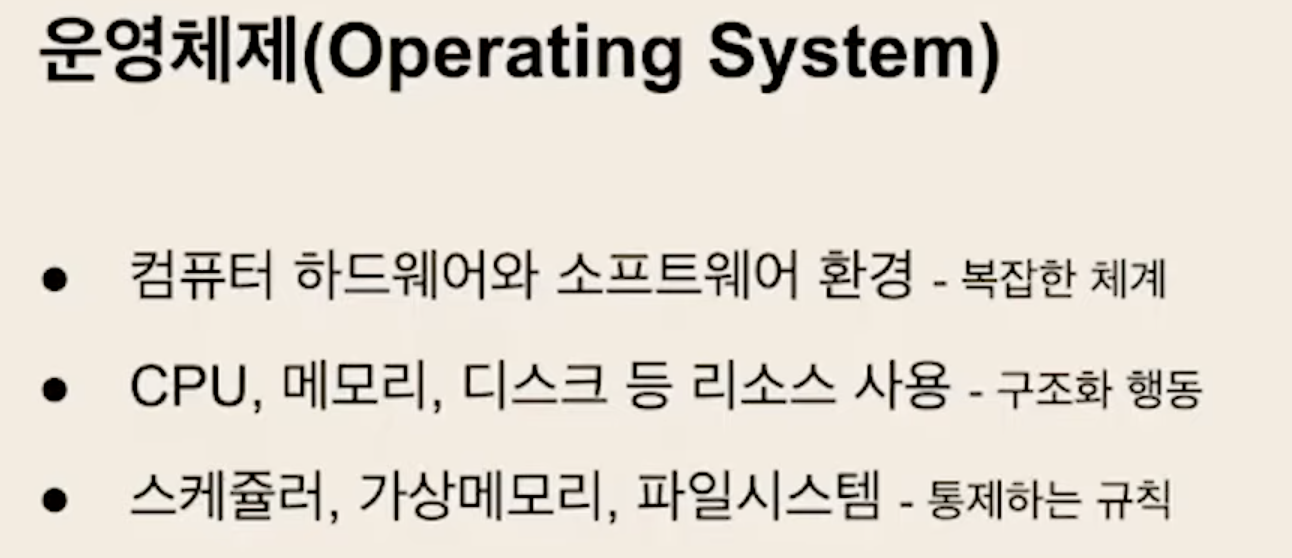 운영체제(Operating System)
● 컴퓨터 하드웨어와 소프트웨어 환경 - 복잡한 체계
● CPU, 메모리, 디스크 등 리소스 사용 - 구조화 행동
● 스케쥴러, 가상메모리, 파일시스템 - 통제하는 규칙